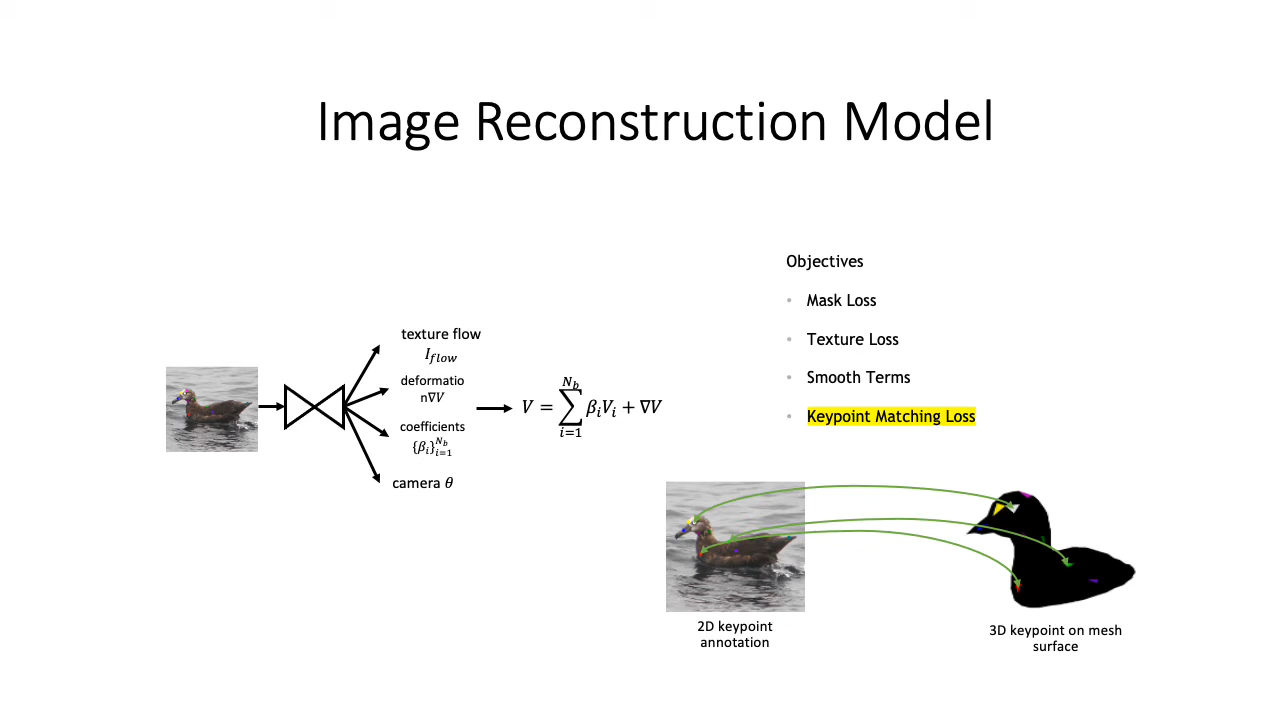 Image Reconstruction Model
texture flow
I_flow
deformatio
n∇V
coefficients
{β_i}_{i=1}^{N_b}
camera θ
V = ∑_{i=1}^{N_b} β_i V_i + ∇V
Objectives
• Mask Loss
• Texture Loss
• Smooth Terms
• Keypoint Matching Loss
2D keypoint
annotation
3D keypoint on mesh
surface